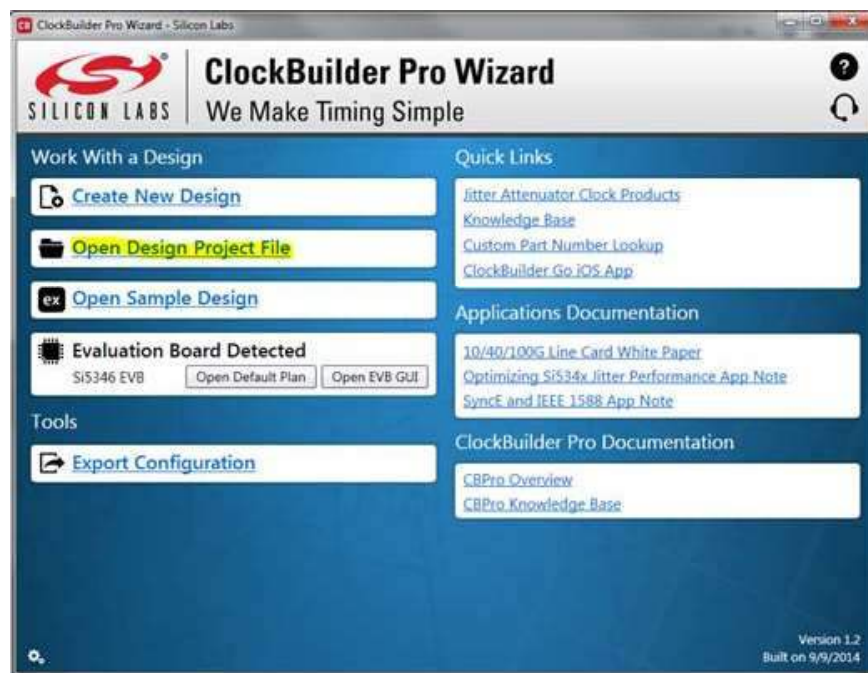 CB ClockBuilder Pro Wizard - Silicon Labs
SILICON LABS
ClockBuilder Pro Wizard
We Make Timing Simple
?
Work With a Design
Create New Design
Open Design Project File
ex Open Sample Design
Evaluation Board Detected
Si5346 EVB Open Default Plan Open EVB GUI
Tools
Export Configuration
Quick Links
Jitter Attenuator Clock Products
Knowledge Base
Custom Part Number Lookup
ClockBuilder Go iOS App
Applications Documentation
10/40/100G Line Card White Paper
Optimizing Si534x Jitter Performance App Note
SyncE and IEEE 1588 App Note
ClockBuilder Pro Documentation
CBPro Overview
CBPro Knowledge Base
Version 1.2
Built on 9/9/2014